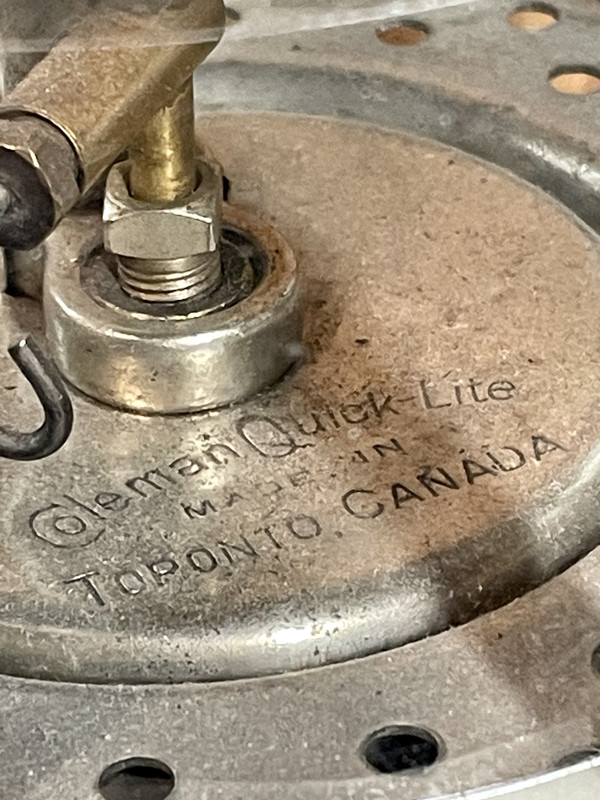 Coleman Quick-Lite
MADE IN
TORONTO, CANADA